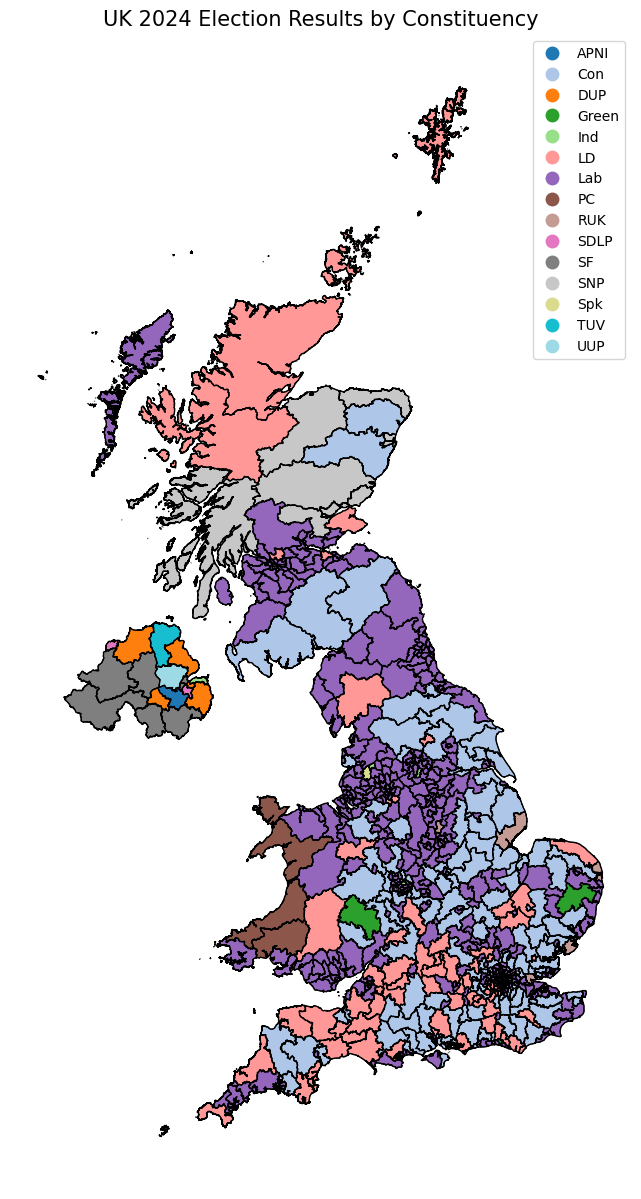 UK 2024 Election Results by Constituency
APNI
Con
DUP
Green
Ind
LD
Lab
PC
RUK
SDLP
SF
SNP
Spk
TUV
UUP